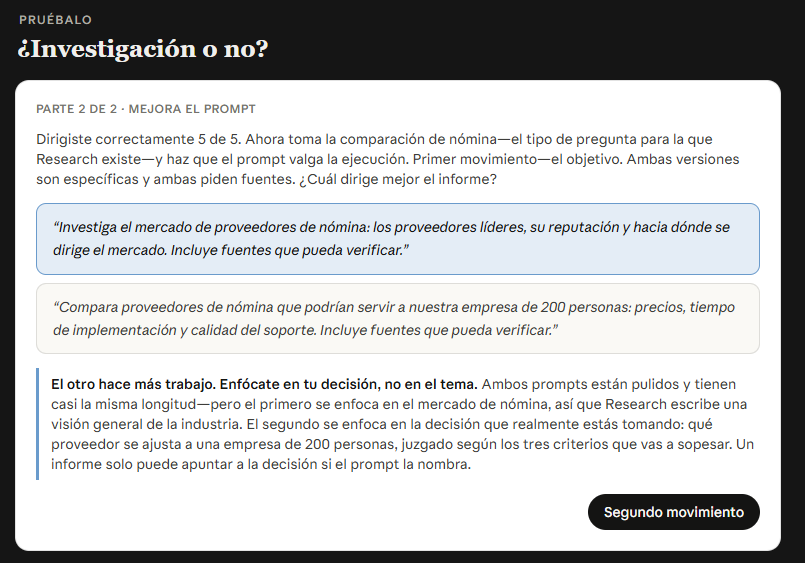 PRUÉBALO
¿Investigación o no?
PARTE 2 DE 2 · MEJORA EL PROMPT
Dirigiste correctamente 5 de 5. Ahora toma la comparación de nómina—el tipo de pregunta para la que
Research existe—y haz que el prompt valga la ejecución. Primer movimiento—el objetivo. Ambas versiones
son específicas y ambas piden fuentes. ¿Cuál dirige mejor el informe?
“Investiga el mercado de proveedores de nómina: los proveedores líderes, su reputación y hacia dónde se
dirige el mercado. Incluye fuentes que pueda verificar.”
“Compara proveedores de nómina que podrían servir a nuestra empresa de 200 personas: precios, tiempo
de implementación y calidad del soporte. Incluye fuentes que pueda verificar.”
El otro hace más trabajo. Enfócate en tu decisión, no en el tema. Ambos prompts están pulidos y tienen
casi la misma longitud—pero el primero se enfoca en el mercado de nómina, así que Research escribe una
visión general de la industria. El segundo se enfoca en la decisión que realmente estás tomando: qué
proveedor se ajusta a una empresa de 200 personas, juzgado según los tres criterios que vas a sopesar. Un
informe solo puede apuntar a la decisión si el prompt la nombra.
Segundo movimiento